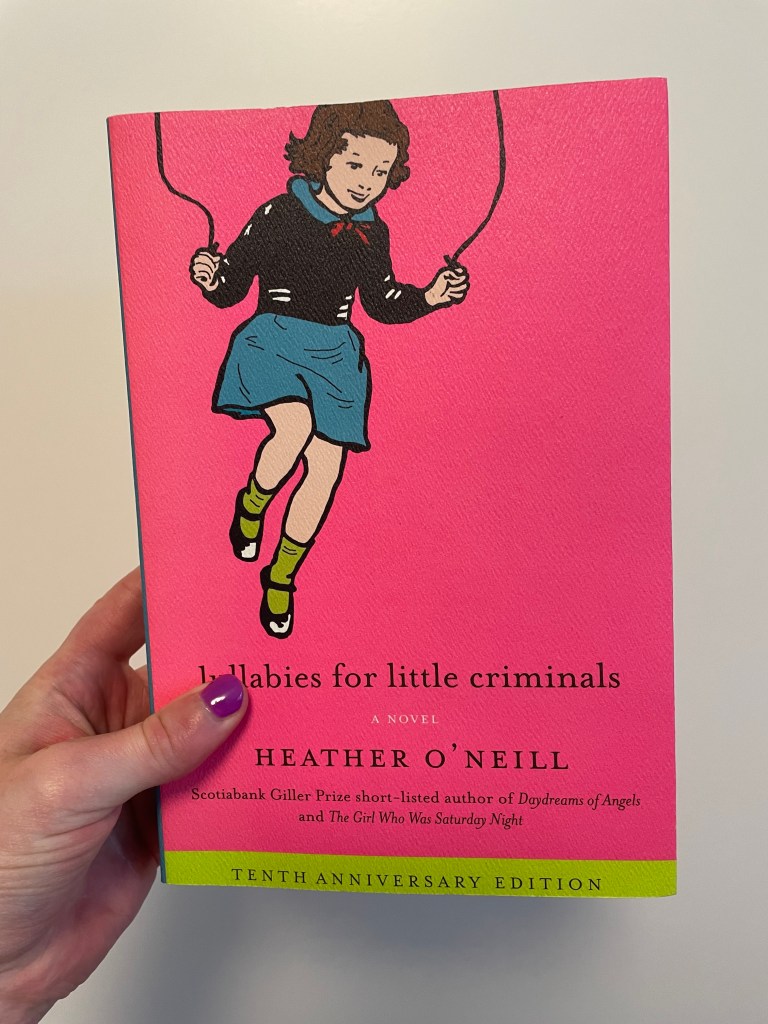 lullabies for little criminals
A NOVEL
HEATHER O'NEILL
Scotiabank Giller Prize short-listed author of Daydreams of Angels
and The Girl Who Was Saturday Night
TENTH ANNIVERSARY EDITION